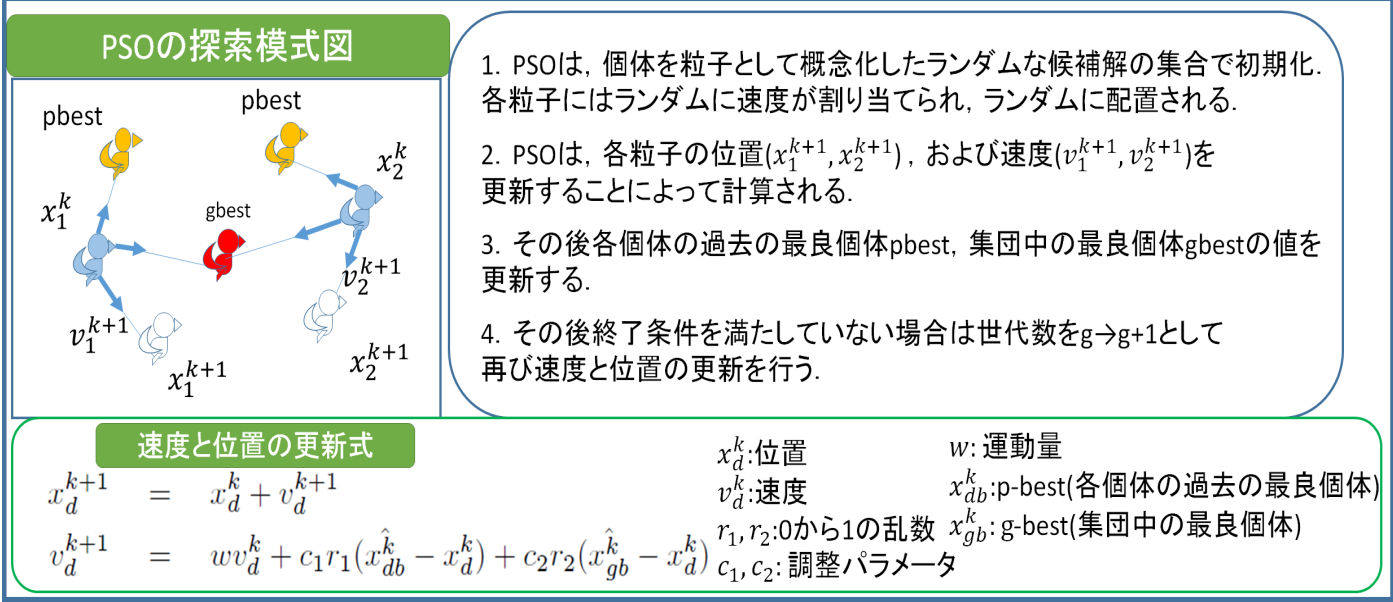 PSOの探索模式図
pbest
pbest
x_2^k
x_1^k
gbest
v_2^{k+1}
v_1^{k+1}
x_2^{k+1}
x_1^{k+1}
1. PSOは, 個体を粒子として概念化したランダムな候補解の集合で初期化.
各粒子にはランダムに速度が割り当てられ, ランダムに配置される.
2. PSOは, 各粒子の位置(x_1^{k+1}, x_2^{k+1}) , および速度(v_1^{k+1}, v_2^{k+1})を
更新することによって計算される.
3. その後各個体の過去の最良個体pbest, 集団中の最良個体gbestの値を
更新する.
4. その後終了条件を満たしていない場合は世代数をg→g+1として
再び速度と位置の更新を行う.
速度と位置の更新式
x_d^{k+1} = x_d^k + v_d^{k+1}
v_d^{k+1} = wv_d^k + c_1r_1(\hat{x_{db}^k} − x_d^k) + c_2r_2(\hat{x_{gb}^k} − x_d^k)
x_d^k:位置
v_d^k:速度
r_1, r_2:0から1の乱数
c_1, c_2: 調整パラメータ
w: 運動量
x_{db}^k:p-best(各個体の過去の最良個体)
x_{gb}^k: g-best(集団中の最良個体)